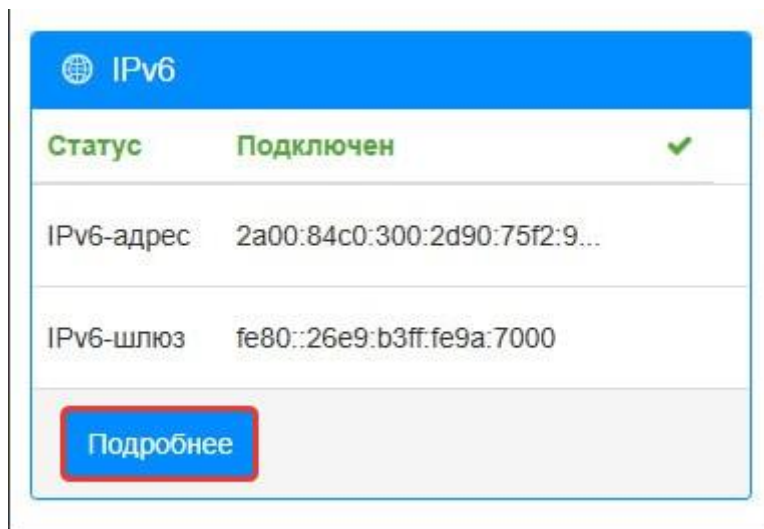 IPv6
Статус Подключен
IPv6-адрес 2a00:84c0:300:2d90:75f2:9...
IPv6-шлюз fe80::26e9:b3ff:fe9a:7000
Подробнее